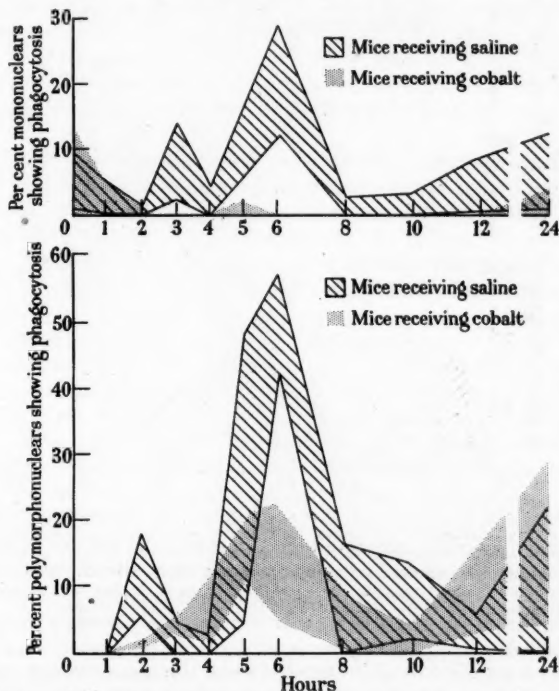 30
20
10
0
Per cent mononuclears
showing phagocytosis
Mice receiving saline
Mice receiving cobalt
1 2 3 4 5 6 8 10 12 24
60
50
40
30
20
10
0
Per cent polymorphonuclears showing phagocytosis
Mice receiving saline
Mice receiving cobalt
1 2 3 4 5 6 8 10 12 24
Hours